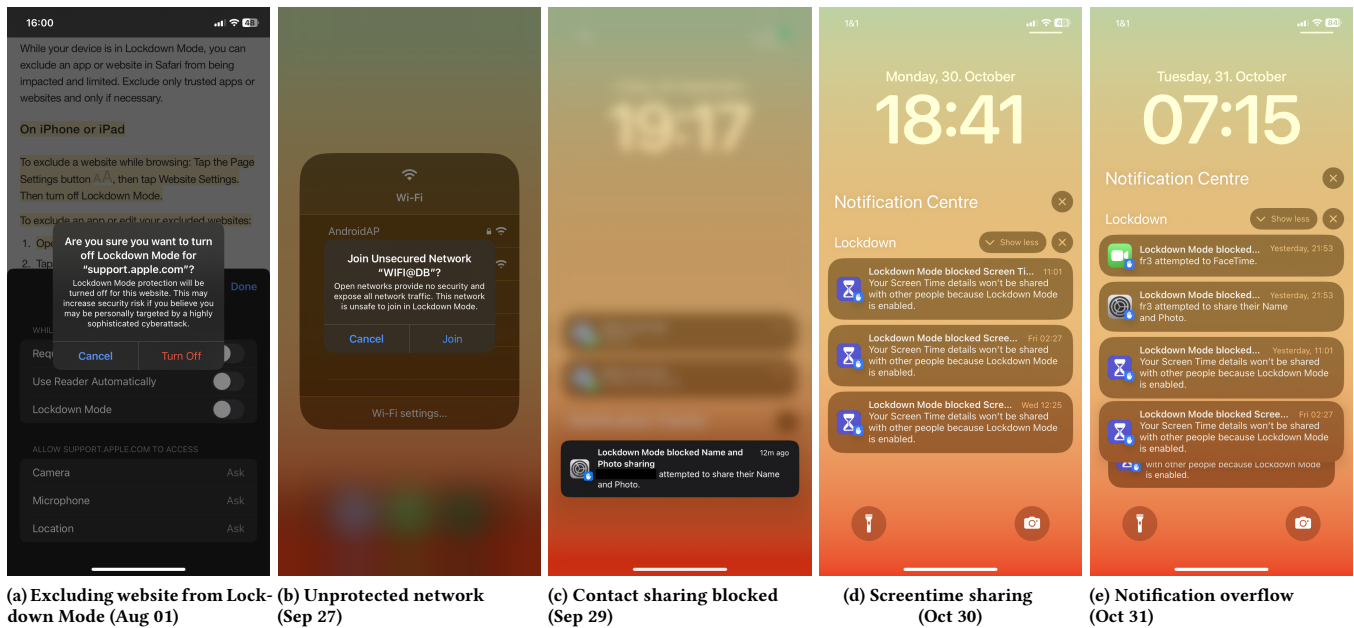 16:00
48
While your device is in Lockdown Mode, you can
exclude an app or website in Safari from being
impacted and limited. Exclude only trusted apps or
websites and only if necessary.
On iPhone or iPad
To exclude a website while browsing: Tap the Page
Settings button AA, then tap Website Settings.
Then turn off Lockdown Mode.
To exclude an app or edit your excluded websites:
1. Ope
2. Tap
Are you sure you want to turn
off Lockdown Mode for
“support.apple.com”?
Lockdown Mode protection will be
turned off for this website. This may
increase security risk if you believe you
may be personally targeted by a highly
sophisticated cyberattack.
Cancel
Turn Off
Done
WHIL
Requ
Use Reader Automatically
Lockdown Mode
ALLOW SUPPORT.APPLE.COM TO ACCESS
Camera Ask
Microphone Ask
Location Ask
(a) Excluding website from Lock-
down Mode (Aug 01)
Wi-Fi
AndroidAP
Join Unsecured Network
“WIFI@DB”?
Open networks provide no security and
expose all network traffic. This network
is unsafe to join in Lockdown Mode.
Cancel
Join
Wi-Fi settings...
(b) Unprotected network
(Sep 27)
19:17
Lockdown Mode blocked Name and 12m ago
Photo sharing
attempted to share their Name
and Photo.
(c) Contact sharing blocked
(Sep 29)
1&1
Monday, 30. October
18:41
Notification Centre
Lockdown
Show less
Lockdown Mode blocked Screen Ti... 11:01
Your Screen Time details won't be shared
with other people because Lockdown Mode
is enabled.
Lockdown Mode blocked Scree... Fri 02:27
Your Screen Time details won't be shared
with other people because Lockdown Mode
is enabled.
Lockdown Mode blocked Scre... Wed 12:25
Your Screen Time details won't be shared
with other people because Lockdown Mode
is enabled.
(d) Screentime sharing
(Oct 30)
1&1
84
Tuesday, 31. October
07:15
Notification Centre
Lockdown
Show less
Lockdown Mode blocked... Yesterday, 21:53
fr3 attempted to FaceTime.
Lockdown Mode blocked... Yesterday, 21:53
fr3 attempted to share their Name
and Photo.
Lockdown Mode blocked... Yesterday, 11:01
Your Screen Time details won't be shared
with other people because Lockdown Mode
is enabled.
Lockdown Mode blocked Scree... Fri 02:27
Your Screen Time details won't be shared
with other people because Lockdown Mode
is enabled.
with other people because Lockdown Mode
is enabled.
(e) Notification overflow
(Oct 31)